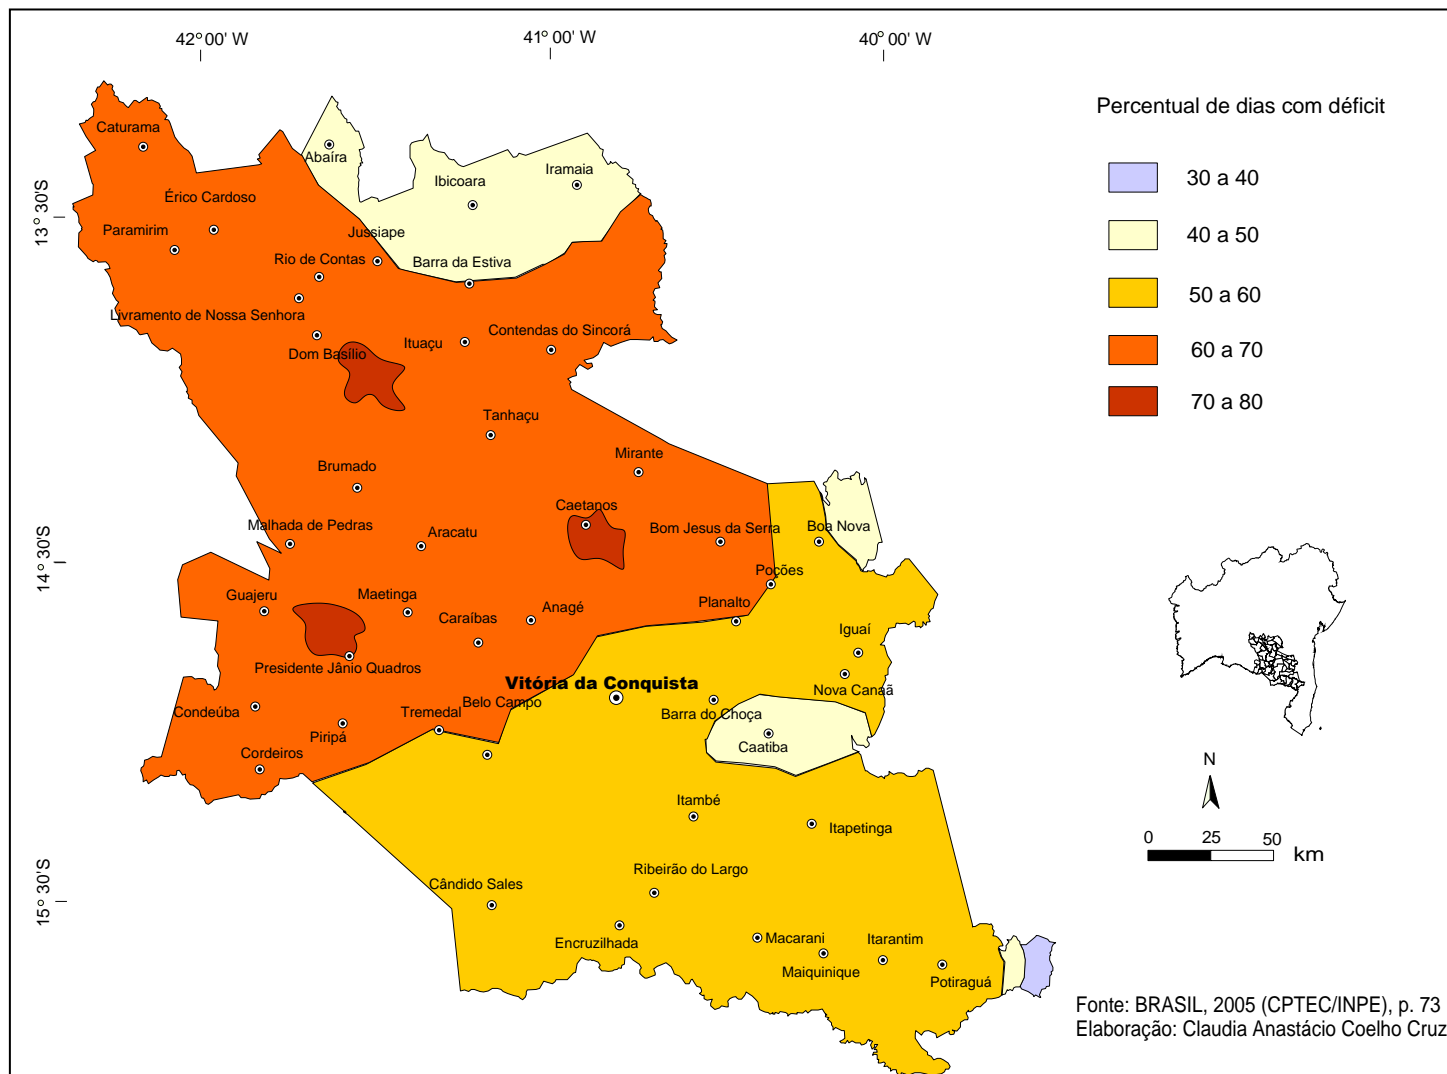 42° 00' W
41° 00' W
40° 00' W
13° 30'S
14° 30'S
15° 30'S
Caturama
Abaíra
Ibicoara
Iramaia
Érico Cardoso
Paramirim
Jussiape
Rio de Contas
Barra da Estiva
Livramento de Nossa Senhora
Dom Basílio
Ituaçu
Contendas do Sincorá
Tanhaçu
Mirante
Brumado
Caetanos
Malhada de Pedras
Aracatu
Bom Jesus da Serra
Boa Nova
Poções
Guajeru
Maetinga
Caraíbas
Anagé
Planalto
Iguaí
Presidente Jânio Quadros
Vitória da Conquista
Nova Canaã
Condeúba
Tremedal
Belo Campo
Barra do Choça
Piripá
Caatiba
Cordeiros
Itambé
Itapetinga
Ribeirão do Largo
Cândido Sales
Encruzilhada
Macarani
Itarantim
Maiquinique
Potiraguá
Percentual de dias com déficit
30 a 40
40 a 50
50 a 60
60 a 70
70 a 80
N
0 25 50
km
Fonte: BRASIL, 2005 (CPTEC/INPE), p. 73
Elaboração: Claudia Anastácio Coelho Cruz